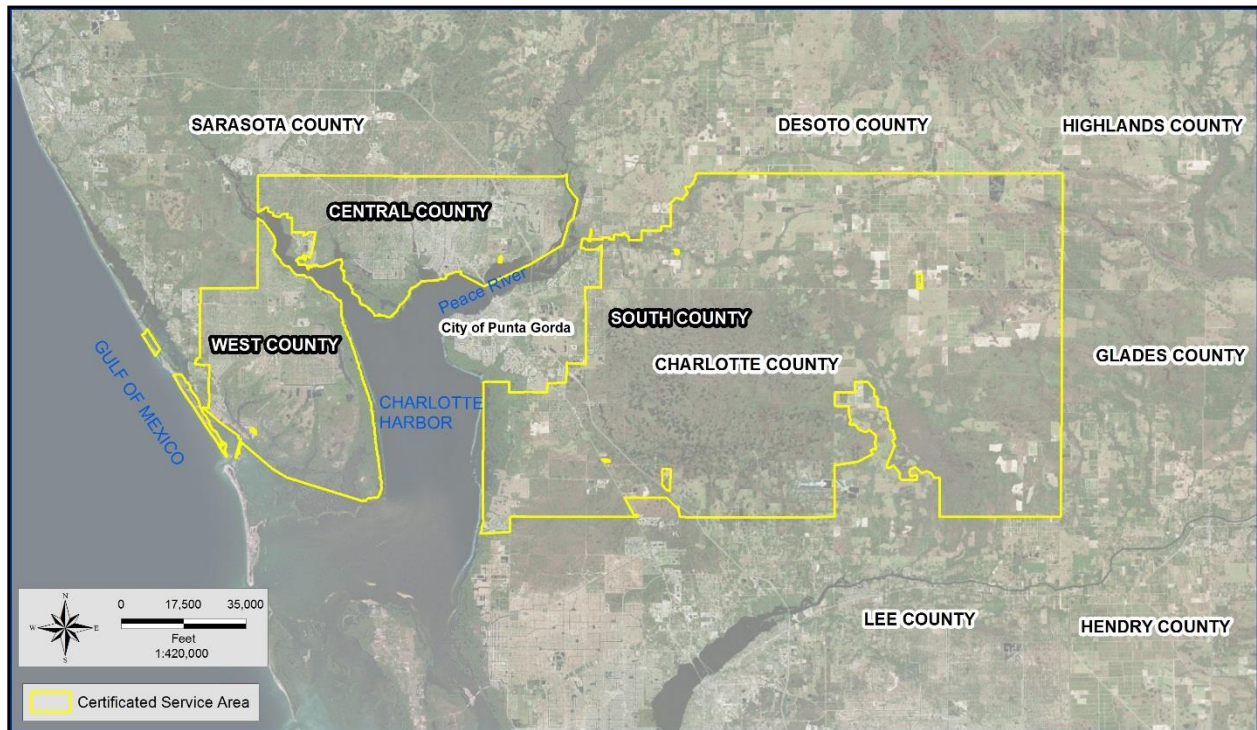 SARASOTA COUNTY
DESOTO COUNTY
HIGHLANDS COUNTY
CENTRAL COUNTY
Peace River
City of Punta Gorda
SOUTH COUNTY
WEST COUNTY
GULF OF MEXICO
CHARLOTTE COUNTY
GLADES COUNTY
CHARLOTTE
HARBOR
N
W E
S
0 17,500 35,000
Feet
1:420,000
LEE COUNTY
HENDRY COUNTY
Certificated Service Area